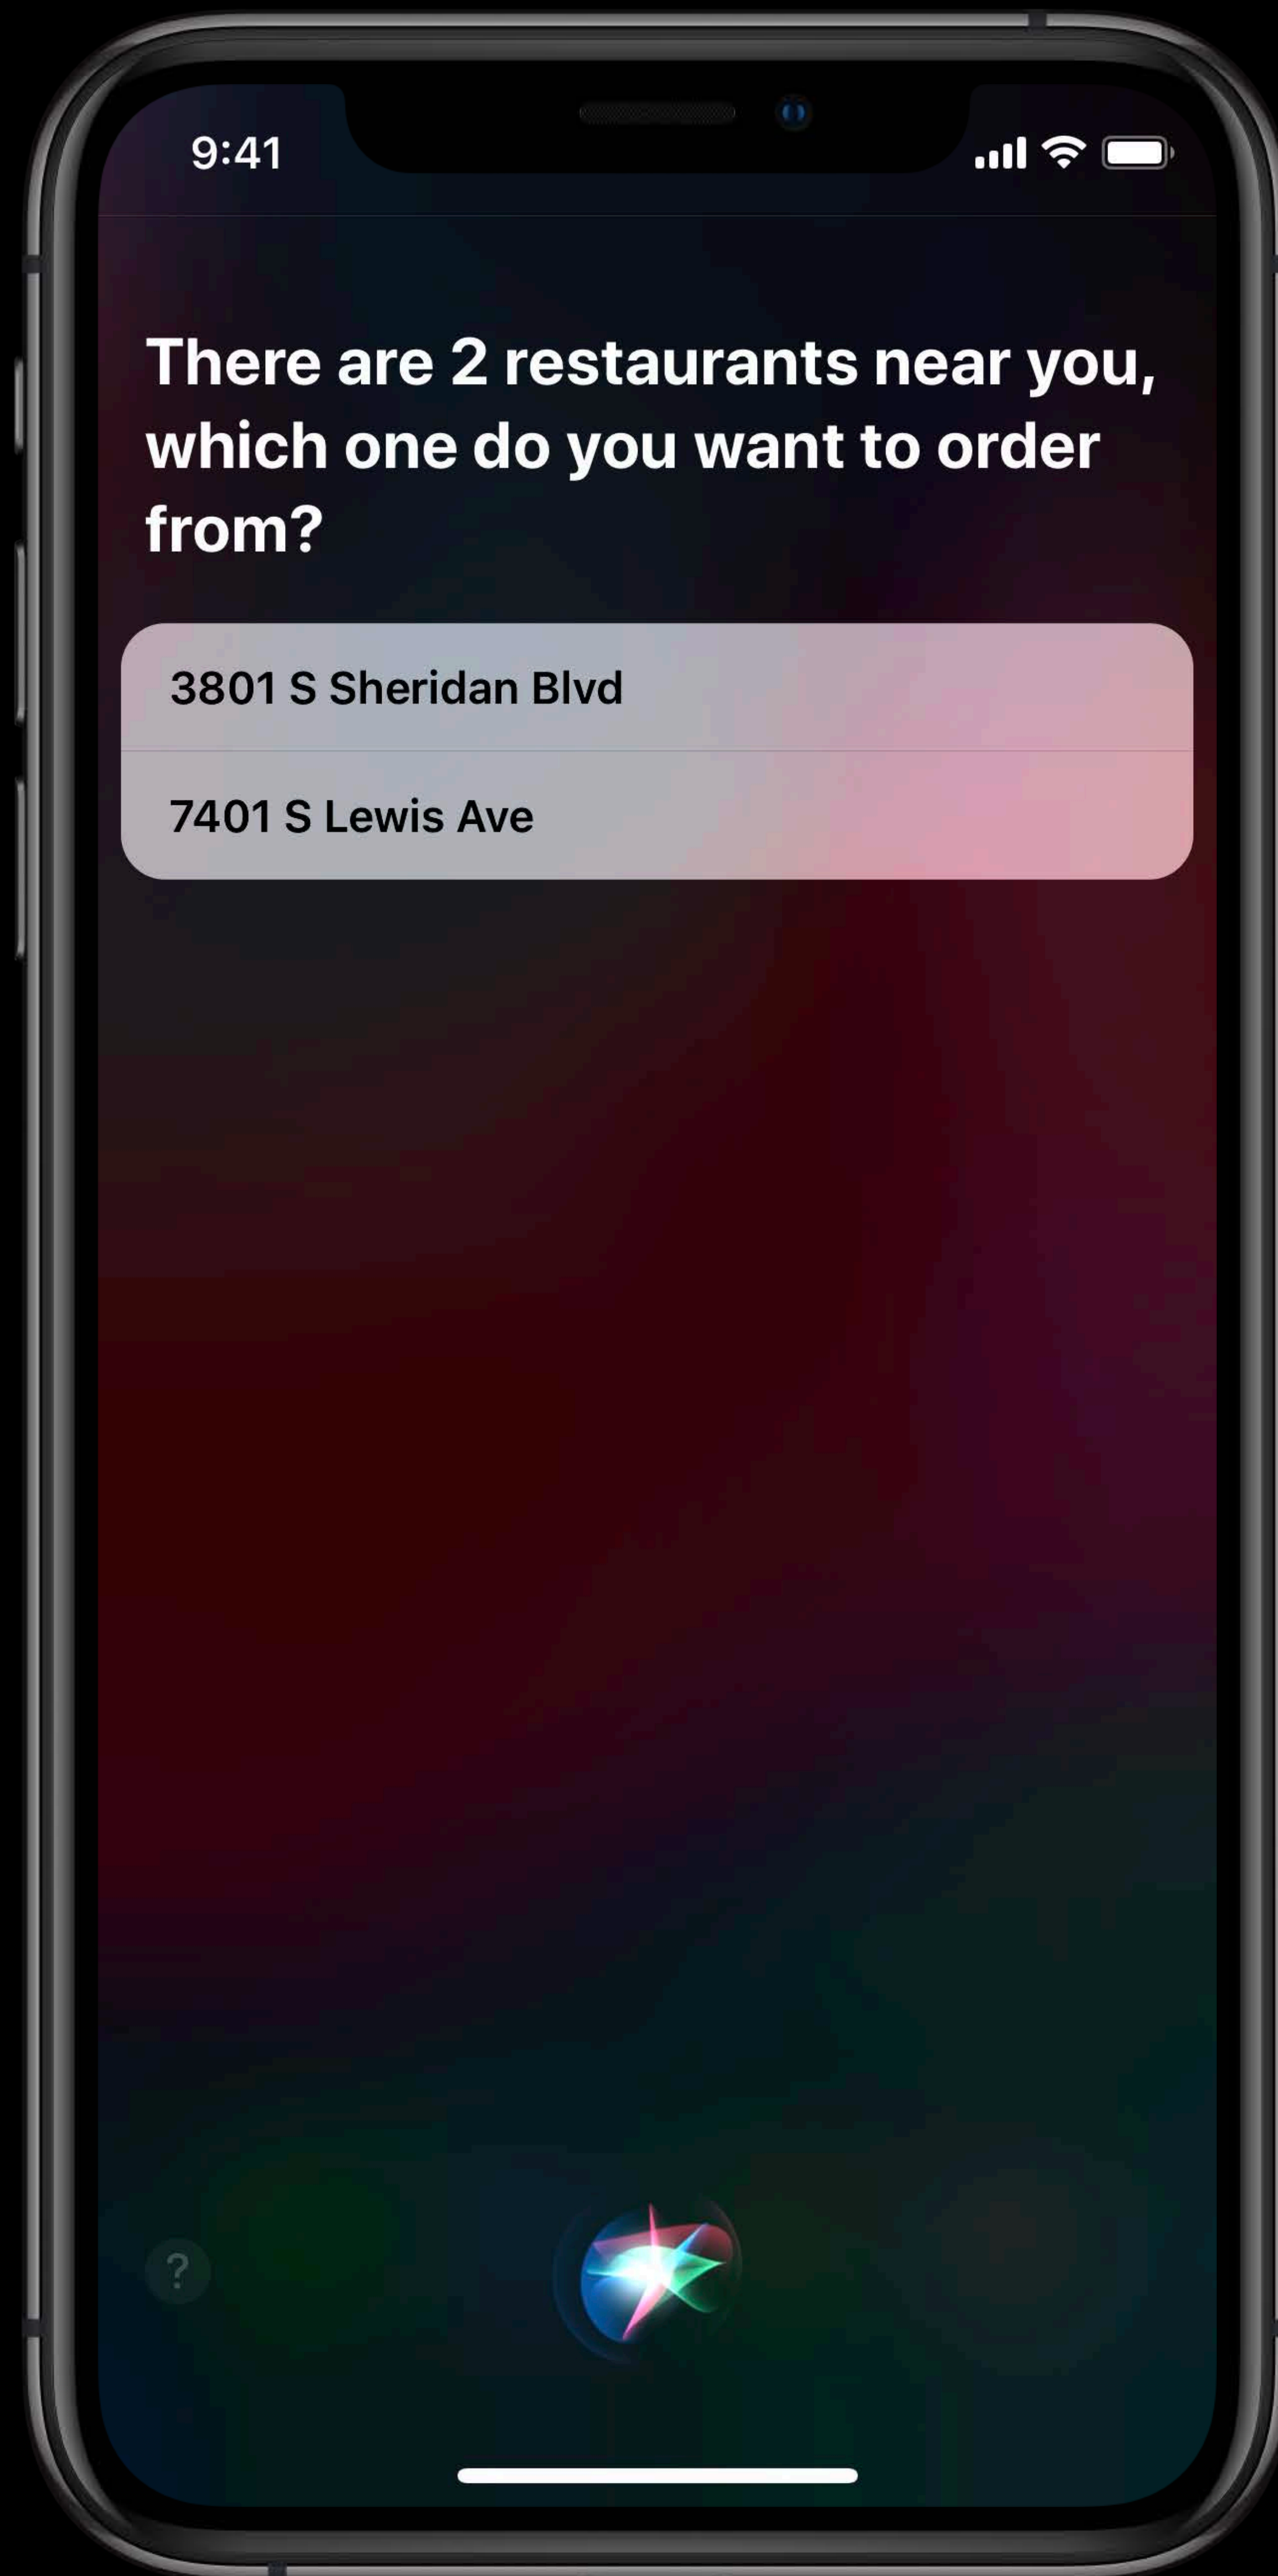 9:41
There are 2 restaurants near you,
which one do you want to order
from?
3801 S Sheridan Blvd
7401 S Lewis Ave
?